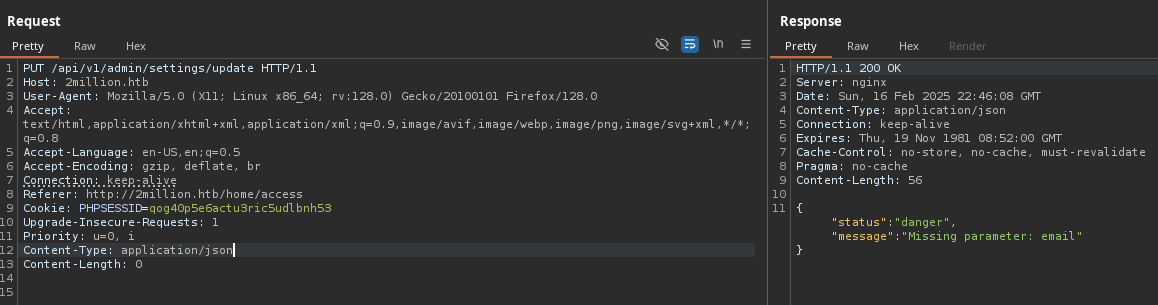 Request
Pretty Raw Hex \n
1 PUT /api/v1/admin/settings/update HTTP/1.1
2 Host: 2million.htb
3 User-Agent: Mozilla/5.0 (X11; Linux x86_64; rv:128.0) Gecko/20100101 Firefox/128.0
4 Accept:
text/html,application/xhtml+xml,application/xml;q=0.9,image/avif,image/webp,image/png,image/svg+xml,*/*;
q=0.8
5 Accept-Language: en-US,en;q=0.5
6 Accept-Encoding: gzip, deflate, br
7 Connection: keep-alive
8 Referer: http://2million.htb/home/access
9 Cookie: PHPSESSID=qog40p5e6actu3ric5udlbnh53
10 Upgrade-Insecure-Requests: 1
11 Priority: u=0, i
12 Content-Type: application/json
13 Content-Length: 0
14
15
Response
Pretty Raw Hex Render
1 HTTP/1.1 200 OK
2 Server: nginx
3 Date: Sun, 16 Feb 2025 22:46:08 GMT
4 Content-Type: application/json
5 Connection: keep-alive
6 Expires: Thu, 19 Nov 1981 08:52:00 GMT
7 Cache-Control: no-store, no-cache, must-revalidate
8 Pragma: no-cache
9 Content-Length: 56
10
11 {
"status":"danger",
"message":"Missing parameter: email"
}